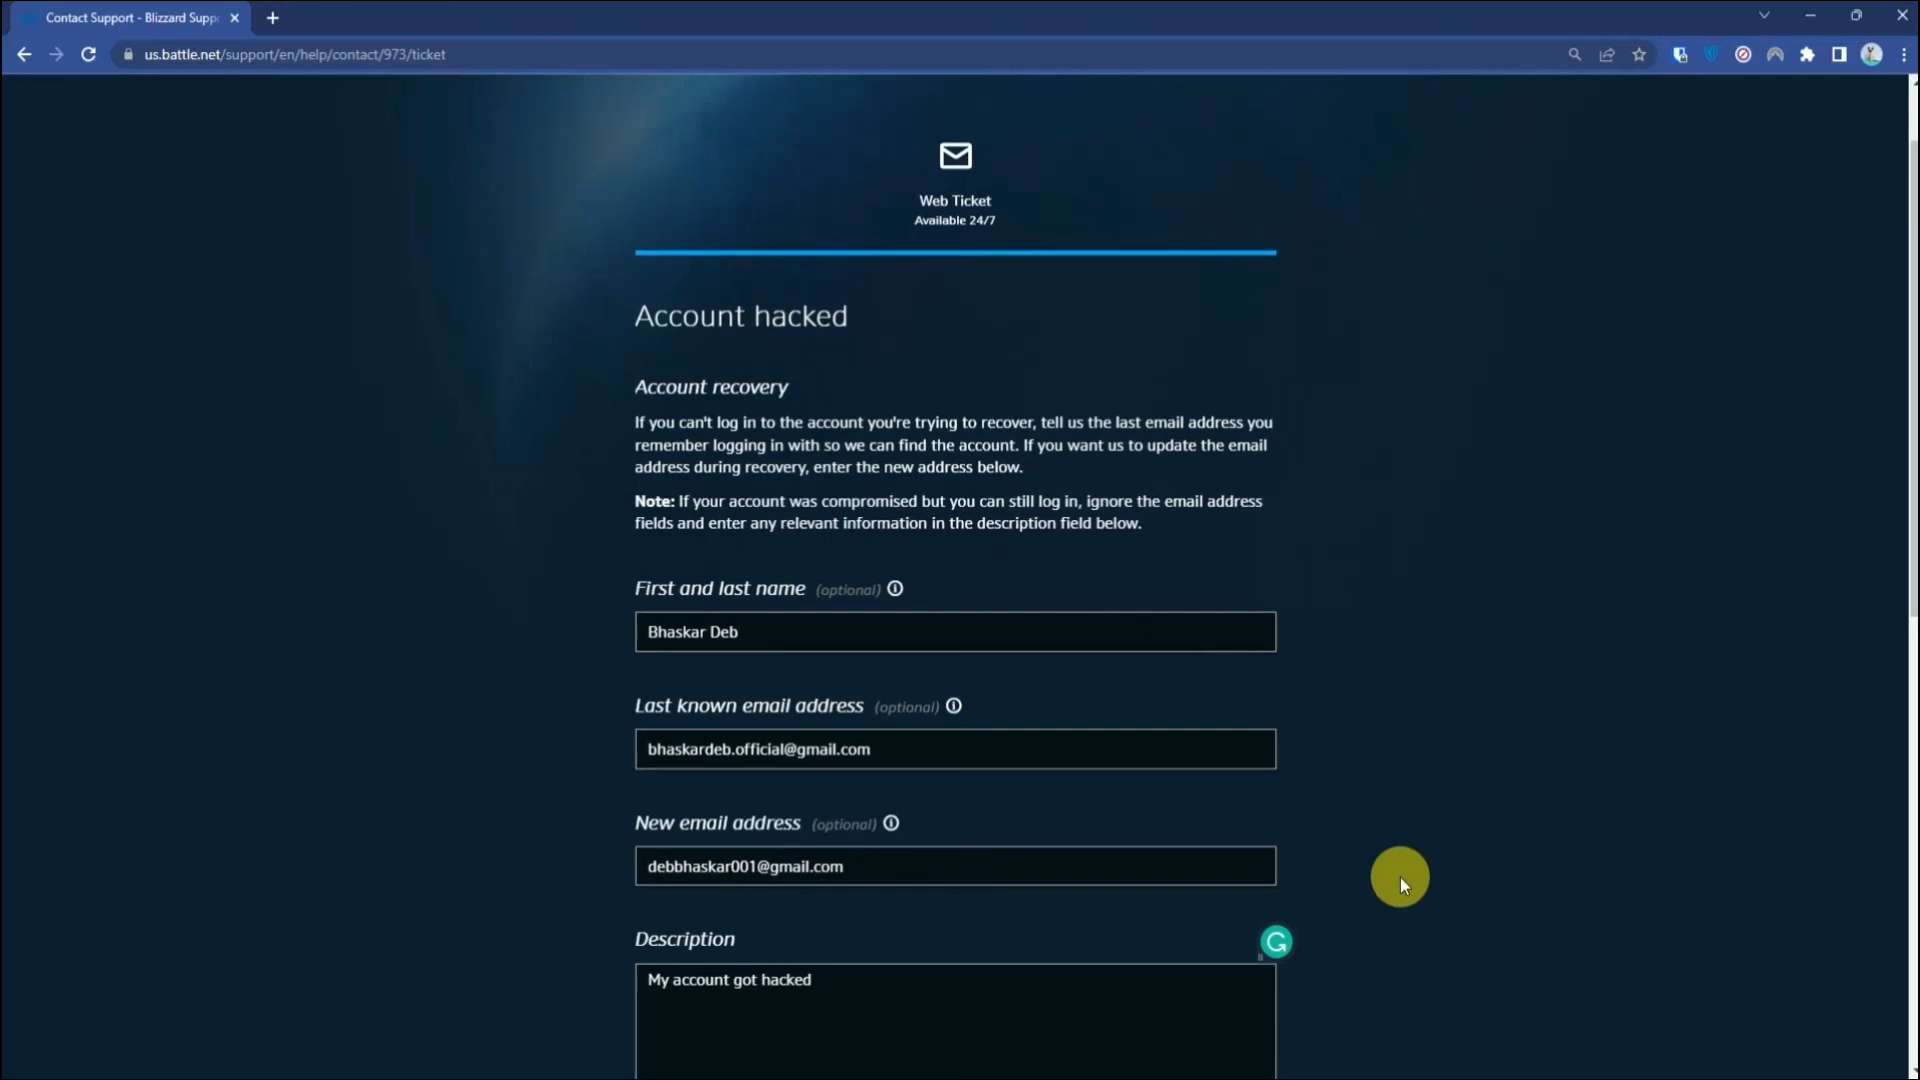 Contact Support - Blizzard Supp
us.battle.net/support/en/help/contact/973/ticket
Web Ticket
Available 24/7
Account hacked
Account recovery
If you can't log in to the account you're trying to recover, tell us the last email address you
remember logging in with so we can find the account. If you want us to update the email
address during recovery, enter the new address below.
Note: If your account was compromised but you can still log in, ignore the email address
fields and enter any relevant information in the description field below.
First and last name (optional)
Bhaskar Deb
Last known email address (optional)
bhaskardeb.official@gmail.com
New email address (optional)
debbhaskar001@gmail.com
Description
My account got hacked